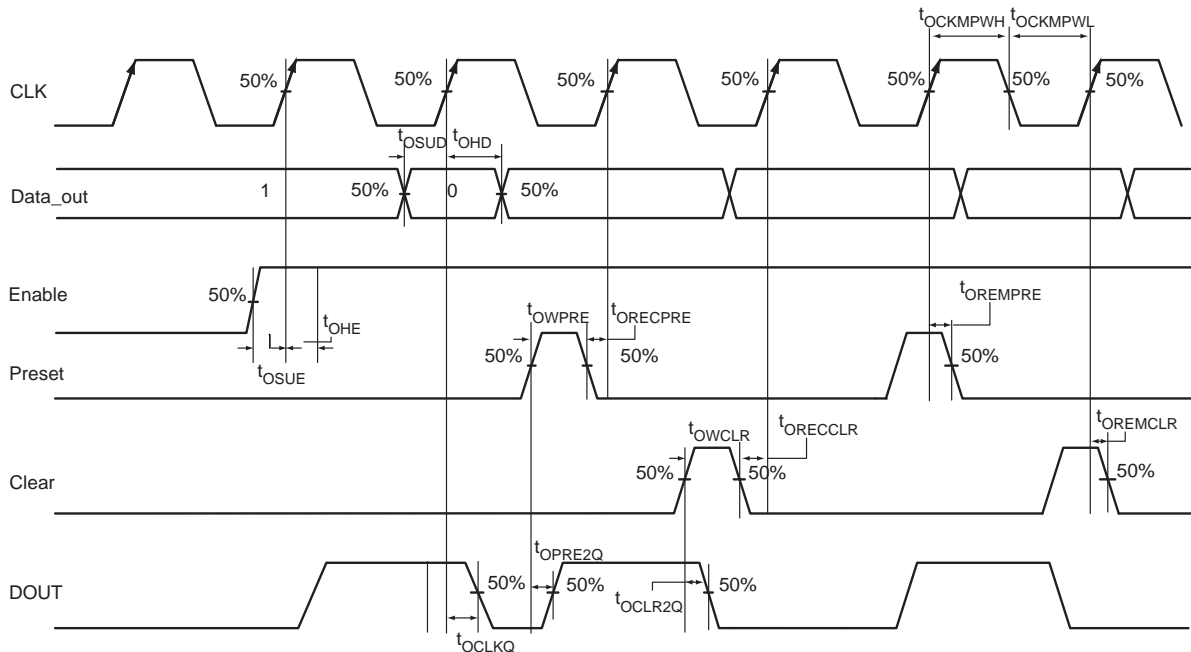 tOCKMPWH tOCKMPWL
CLK 50% 50% 50% 50% 50% 50% 50%
tOSUD tOHD
Data_out 1 50% 0 50%
Enable 50%
tOREMPRE
tOHE tOWPRE tORECPRE
Preset tOSUE 50% 50% 50%
tOWCLR tORECCLR tOREMCLR
Clear 50% 50% 50%
tOPRE2Q
DOUT 50% 50% 50%
tOCLR2Q
tOCLKQ